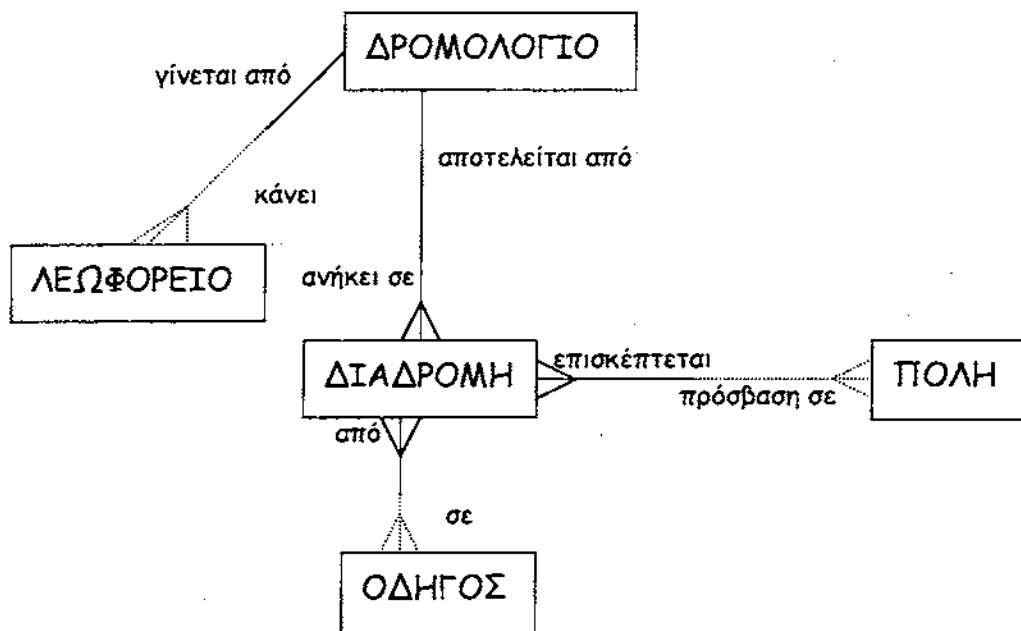 ΔΡΟΜΟΛΟΓΙΟ
γίνεται από
αποτελείται από
κάνει
ΛΕΩΦΟΡΕΙΟ
ανήκει σε
ΔΙΑΔΡΟΜΗ
επισκέπτεται
πρόσβαση σε
ΠΟΛΗ
από
σε
ΟΔΗΓΟΣ